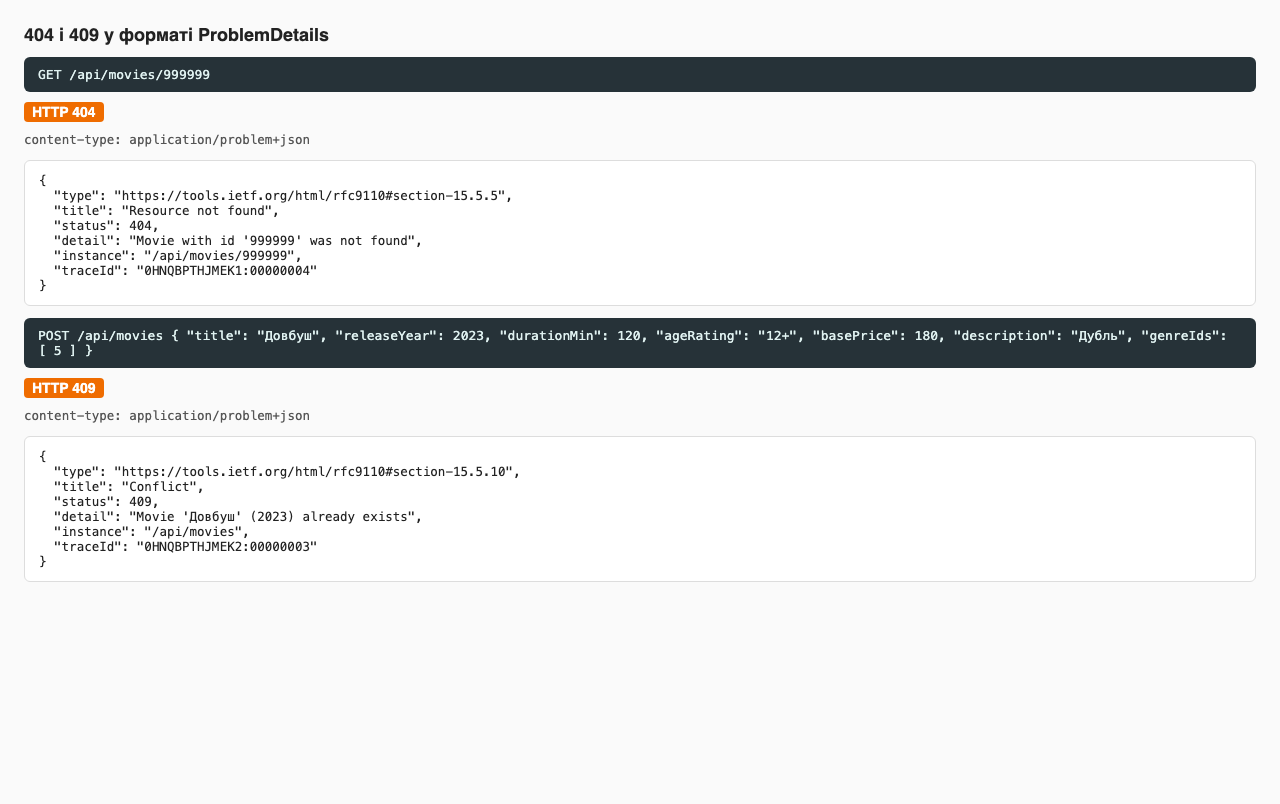 404 і 409 у форматі ProblemDetails
GET /api/movies/999999
HTTP 404
content-type: application/problem+json
{
  "type": "https://tools.ietf.org/html/rfc9110#section-15.5.5",
  "title": "Resource not found",
  "status": 404,
  "detail": "Movie with id '999999' was not found",
  "instance": "/api/movies/999999",
  "traceId": "0HNQBPTHJMEK1:00000004"
}
POST /api/movies { "title": "Довбуш", "releaseYear": 2023, "durationMin": 120, "ageRating": "12+", "basePrice": 180, "description": "Дубль", "genreIds":
[ 5 ] }
HTTP 409
content-type: application/problem+json
{
  "type": "https://tools.ietf.org/html/rfc9110#section-15.5.10",
  "title": "Conflict",
  "status": 409,
  "detail": "Movie 'Довбуш' (2023) already exists",
  "instance": "/api/movies",
  "traceId": "0HNQBPTHJMEK2:00000003"
}